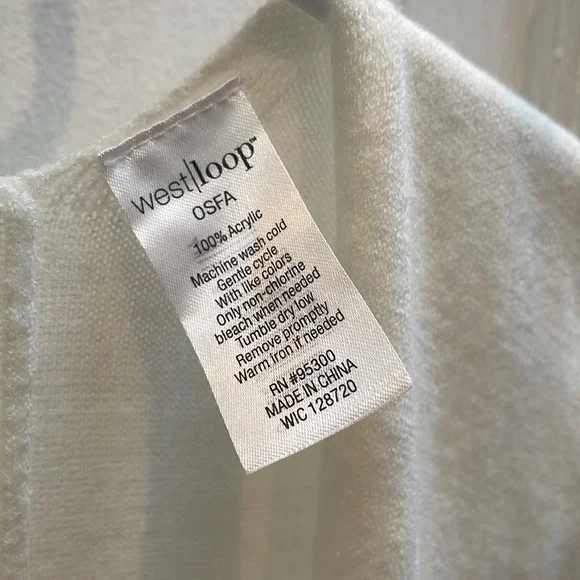 west|loop™
OSFA
100% Acrylic
Machine wash cold
Gentle cycle
With like colors
Only non-chlorine
bleach when needed
Tumble dry low
Remove promptly
Warm iron if needed
RN #95300
MADE IN CHINA
WIC 128720